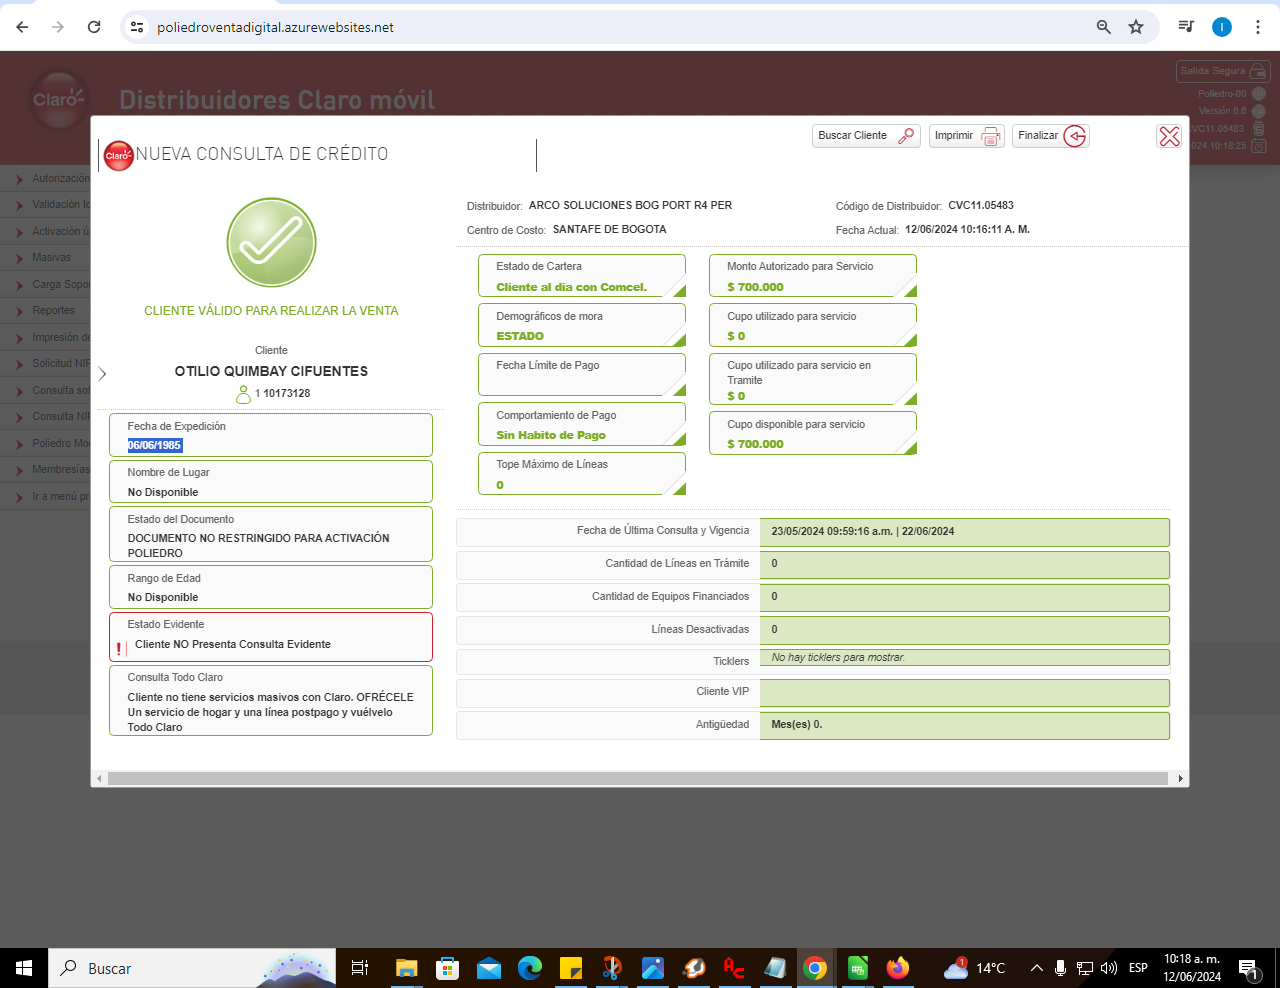 poliedroventadigital.azurewebsites.net
I
Salida Segura
Claro-
Distribuidores Claro móvil
Poliedro-00
Versión 6.6
CVC11.05483
2024 10:18:25
Buscar Cliente
Imprimir
Finalizar
Claro-
NUEVA CONSULTA DE CRÉDITO
Autorización
Validación Id
Activación ú
Masivas
Carga Sopor
Reportes
Impresión de
Solicitud NIP
Consulta sol
Consulta NIP
Poliedro Mo
Membresías
Ir a menú pr
CLIENTE VÁLIDO PARA REALIZAR LA VENTA
Cliente
OTILIO QUIMBAY CIFUENTES
1 10173128
Fecha de Expedición
06/06/1985
Nombre de Lugar
No Disponible
Estado del Documento
DOCUMENTO NO RESTRINGIDO PARA ACTIVACIÓN
POLIEDRO
Rango de Edad
No Disponible
Estado Evidente
! Cliente NO Presenta Consulta Evidente
Consulta Todo Claro
Cliente no tiene servicios masivos con Claro. OFRÉCELE
Un servicio de hogar y una línea postpago y vuélvelo
Todo Claro
Distribuidor: ARCO SOLUCIONES BOG PORT R4 PER
Código de Distribuidor: CVC11.05483
Centro de Costo: SANTAFE DE BOGOTA
Fecha Actual: 12/06/2024 10:16:11 A. M.
Estado de Cartera
Cliente al dia con Comcel.
Demográficos de mora
ESTADO
Fecha Límite de Pago
Comportamiento de Pago
Sin Habito de Pago
Tope Máximo de Líneas
0
Monto Autorizado para Servicio
$ 700.000
Cupo utilizado para servicio
$ 0
Cupo utilizado para servicio en
Tramite
$ 0
Cupo disponible para servicio
$ 700.000
Fecha de Última Consulta y Vigencia 23/05/2024 09:59:16 a.m. | 22/06/2024
Cantidad de Líneas en Trámite 0
Cantidad de Equipos Financiados 0
Líneas Desactivadas 0
Ticklers No hay ticklers para mostrar.
Cliente VIP
Antigüedad Mes(es) 0.
Buscar
1
14°C
ESP
10:18 a. m.
12/06/2024
1